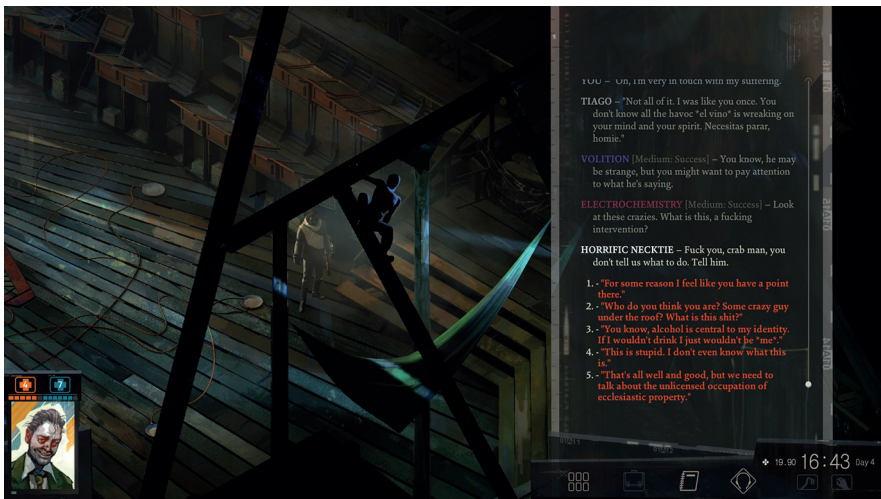 YOU – "Oh, I'm very in touch with my suffering."
TIAGO – "Not all of it. I was like you once. You
don't know all the havoc *el vino* is wreaking on
your mind and your spirit. Necesitas parar,
homie."
VOLITION [Medium: Success] – You know, he may
be strange, but you might want to pay attention
to what he's saying.
ELECTROCHEMISTRY [Medium: Success] – Look
at these crazies. What is this, a fucking
intervention?
HORRIFIC NECKTIE – Fuck you, crab man, you
don't tell us what to do. Tell him.
1. - "For some reason I feel like you have a point
there."
2. - "Who do you think you are? Some crazy guy
under the roof? What is this shit?"
3. - "You know, alcohol is central to my identity.
If I wouldn't drink I just wouldn't be *me*."
4. - "This is stupid. I don't even know what this
is."
5. - "That's all well and good, but we need to
talk about the unlicensed occupation of
ecclesiastic property."
4 7
19.90 16:43 Day 4